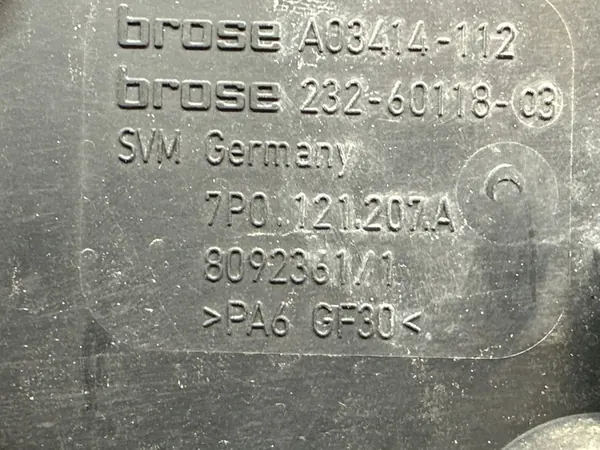 brose A03414-112
brose 232-60118-03
SVM Germany
7P0.121.207.A
8092361/1
>PA6 GF30<